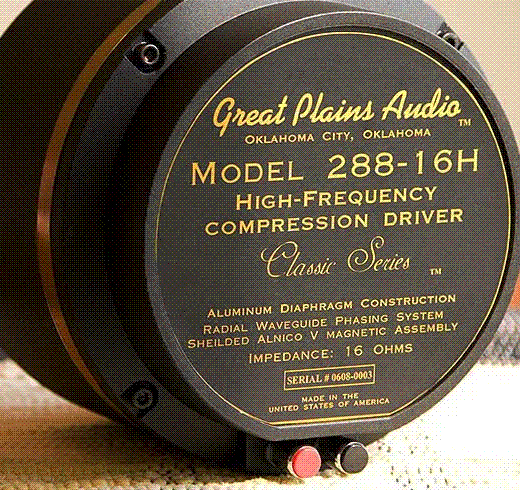 Great Plains Audio TM
OKLAHOMA CITY, OKLAHOMA
MODEL 288-16H
HIGH-FREQUENCY
COMPRESSION DRIVER
Classic Series TM
ALUMINUM DIAPHRAGM CONSTRUCTION
RADIAL WAVEGUIDE PHASING SYSTEM
SHEILDED ALNICO V MAGNETIC ASSEMBLY
IMPEDANCE: 16 OHMS
SERIAL # 0608-0003
MADE IN THE
UNITED STATES OF AMERICA